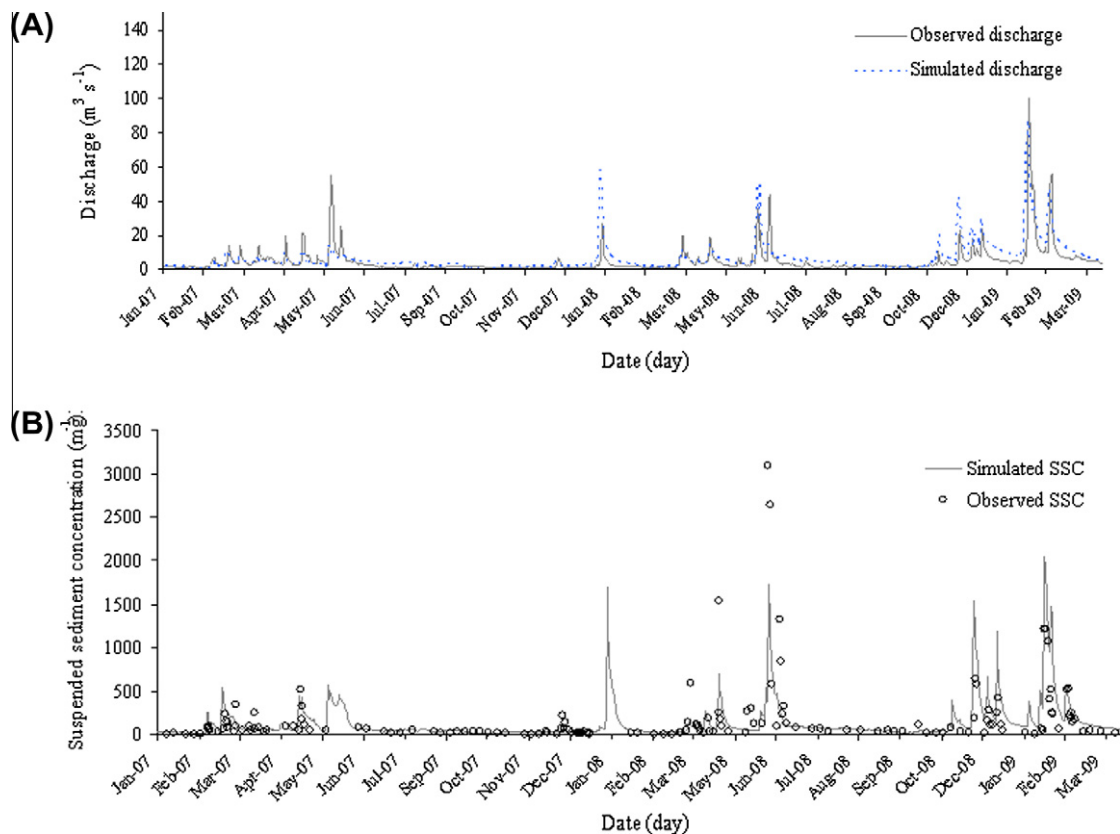 (A)
Discharge (m³ s⁻¹)
140
120
100
80
60
40
20
0
Observed discharge
Simulated discharge
Jan-07 Feb-07 Mar-07 Apr-07 May-07 Jun-07 Jul-07 Sep-07 Oct-07 Nov-07 Dec-07 Jan-08 Feb-08 Mar-08 May-08 Jun-08 Jul-08 Aug-08 Sep-08 Oct-08 Dec-08 Jan-09 Feb-09 Mar-09
Date (day)
(B)
Suspended sediment concentration (mg⁻¹)
3500
3000
2500
2000
1500
1000
500
0
Simulated SSC
Observed SSC
Jan-07 Feb-07 Mar-07 Apr-07 May-07 Jun-07 Jul-07 Sep-07 Oct-07 Nov-07 Dec-07 Jan-08 Feb-08 Mar-08 May-08 Jun-08 Jul-08 Aug-08 Sep-08 Oct-08 Dec-08 Jan-09 Feb-09 Mar-09
Date (day)